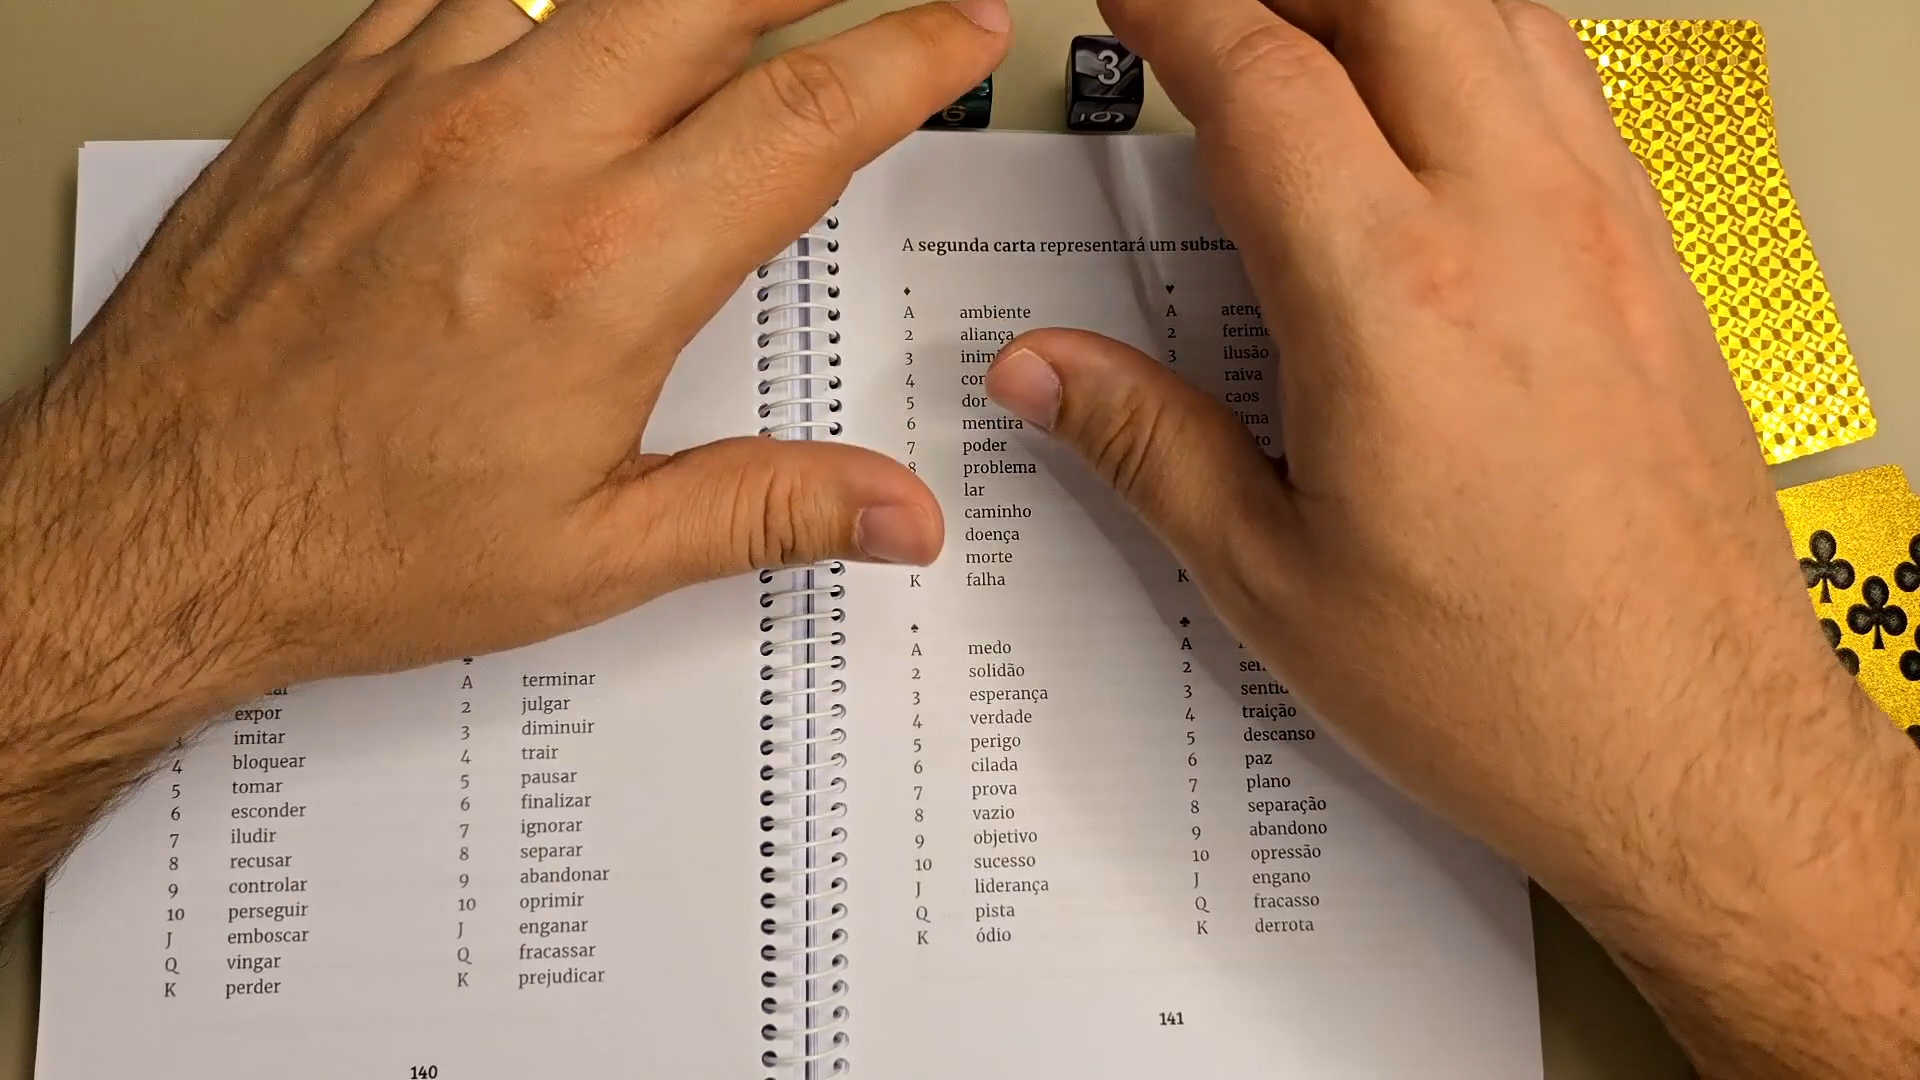 3
6
A segunda carta representará um
♦
A ambiente
2 aliança
3
4
5 dor
6 mentira
7 poder
8 problema
lar
caminho
doença
morte
K falha
♥
A
2
3 ilusão
raiva
caos
K
♠
A medo
2 solidão
3 esperança
4 verdade
5 perigo
6 cilada
7 prova
8 vazio
9 objetivo
10 sucesso
J liderança
Q pista
K ódio
♣
A
2
3
4 traição
5 descanso
6 paz
7 plano
8 separação
9 abandono
10 opressão
J engano
Q fracasso
K derrota
141
expor
imitar
4 bloquear
5 tomar
6 esconder
7 iludir
8 recusar
9 controlar
10 perseguir
J emboscar
Q vingar
K perder
A terminar
2 julgar
3 diminuir
4 trair
5 pausar
6 finalizar
7 ignorar
8 separar
9 abandonar
10 oprimir
J enganar
Q fracassar
K prejudicar
140